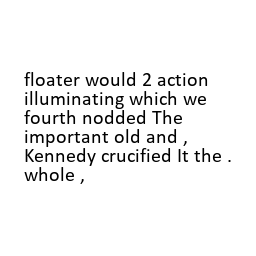 floater would 2 action
illuminating which we
fourth nodded The
important old and ,
Kennedy crucified It the .
whole ,